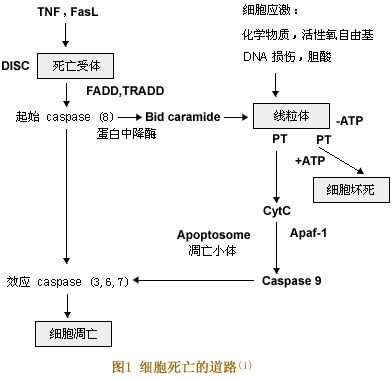 TNF，FasL
细胞应激：
化学物质，活性氧自由基
DNA 损伤，胆酸
DISC
死亡受体
FADD,TRADD
起始 caspase (8)
Bid caramide
线粒体
-ATP
蛋白中降酶
PT
PT
+ATP
细胞坏死
CytC
Apoptosome
Apaf-1
凋亡小体
效应 caspase (3,6,7)
Caspase 9
细胞凋亡
图1 细胞死亡的道路(1)